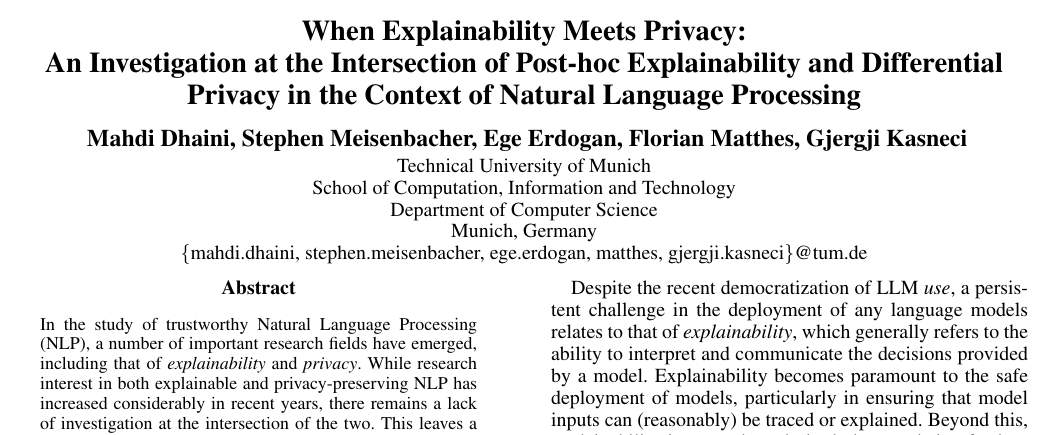 When Explainability Meets Privacy:
An Investigation at the Intersection of Post-hoc Explainability and Differential
Privacy in the Context of Natural Language Processing
Mahdi Dhaini, Stephen Meisenbacher, Ege Erdogan, Florian Matthes, Gjergji Kasneci
Technical University of Munich
School of Computation, Information and Technology
Department of Computer Science
Munich, Germany
{mahdi.dhaini, stephen.meisenbacher, ege.erdogan, matthes, gjergji.kasneci}@tum.de
Abstract
In the study of trustworthy Natural Language Processing
(NLP), a number of important research fields have emerged,
including that of explainability and privacy. While research
interest in both explainable and privacy-preserving NLP has
increased considerably in recent years, there remains a lack
of investigation at the intersection of the two. This leaves a
Despite the recent democratization of LLM use, a persis-
tent challenge in the deployment of any language models
relates to that of explainability, which generally refers to the
ability to interpret and communicate the decisions provided
by a model. Explainability becomes paramount to the safe
deployment of models, particularly in ensuring that model
inputs can (reasonably) be traced or explained. Beyond this,